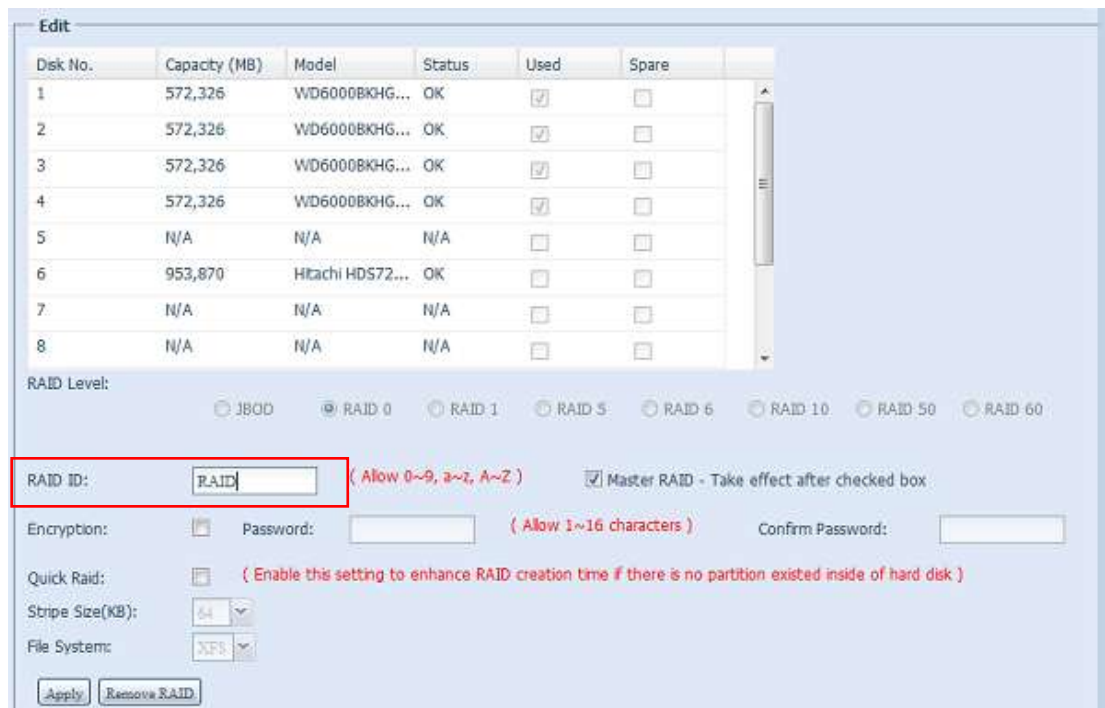 Edit
Disk No. Capacity (MB) Model Status Used Spare
1 572,326 WD6000BKHG... OK
2 572,326 WD6000BKHG... OK
3 572,326 WD6000BKHG... OK
4 572,326 WD6000BKHG... OK
5 N/A N/A N/A
6 953,870 Hitachi HDS72... OK
7 N/A N/A N/A
8 N/A N/A N/A
RAID Level:
JBOD RAID 0 RAID 1 RAID 5 RAID 6 RAID 10 RAID 50 RAID 60
RAID ID: RAID ( Allow 0~9, a~z, A~Z ) Master RAID - Take effect after checked box
Encryption: Password: ( Allow 1~16 characters ) Confirm Password:
Quick Raid: ( Enable this setting to enhance RAID creation time if there is no partition existed inside of hard disk )
Stripe Size(KB): 64
File System: XFS
Apply Remove RAID